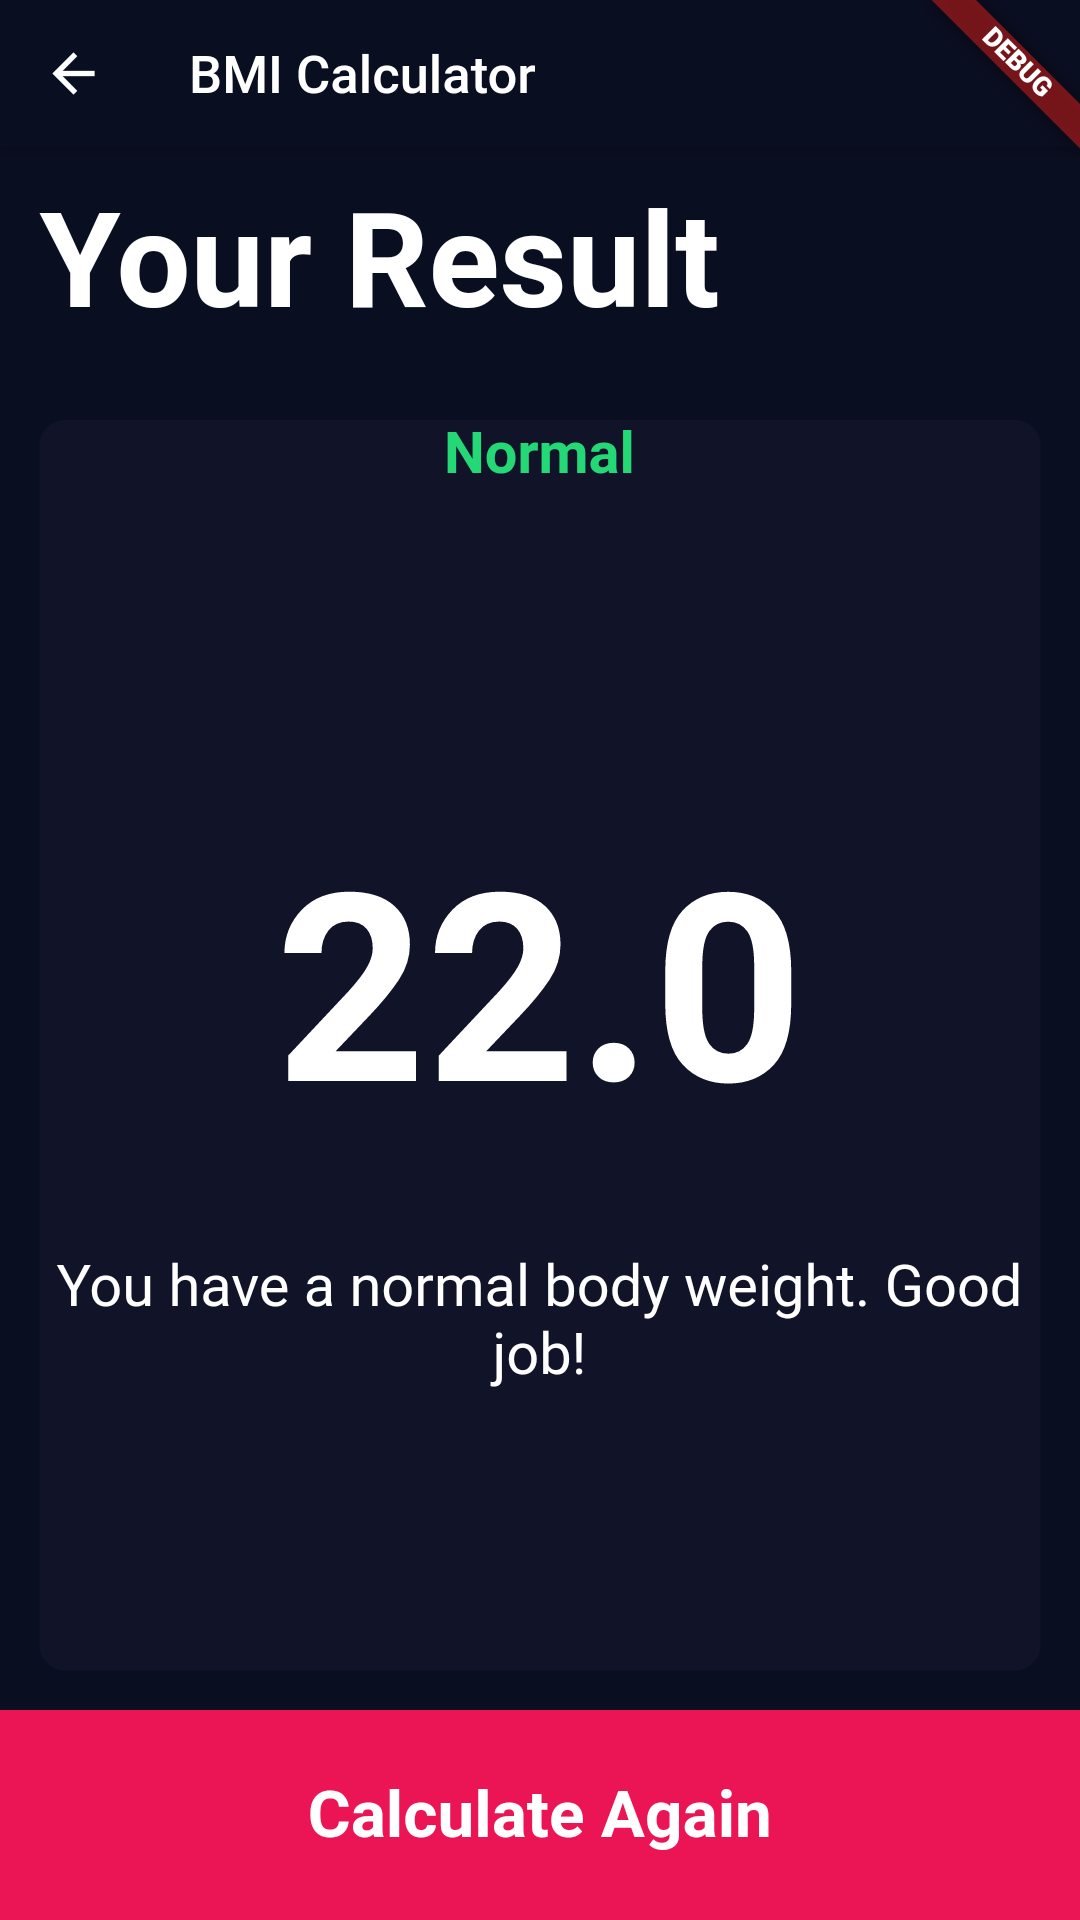 BMI Calculator
DEBUG
Your Result
Normal
22.0
You have a normal body weight. Good
job!
Calculate Again